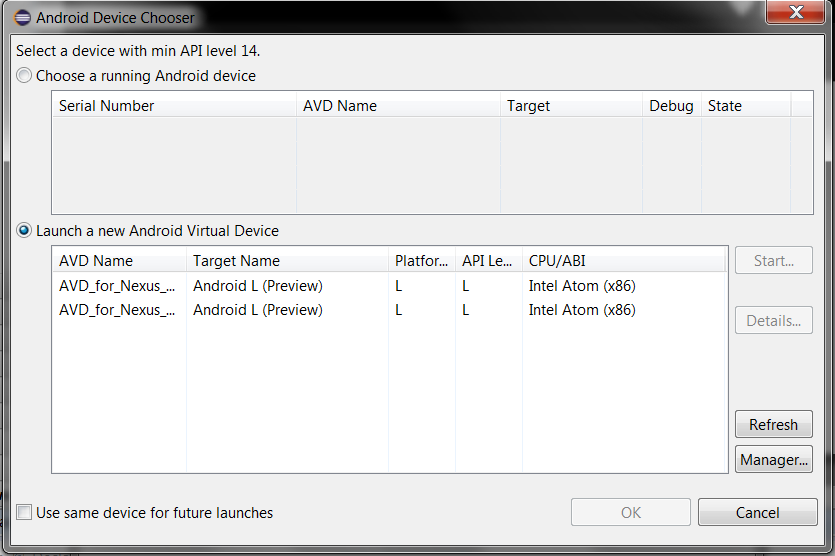 Android Device Chooser
Select a device with min API level 14.
Choose a running Android device
Serial Number AVD Name Target Debug State
Launch a new Android Virtual Device
AVD Name Target Name Platfor... API Le... CPU/ABI
AVD_for_Nexus_... Android L (Preview) L L Intel Atom (x86)
AVD_for_Nexus_... Android L (Preview) L L Intel Atom (x86)
Start...
Details...
Refresh
Manager...
Use same device for future launches
OK Cancel